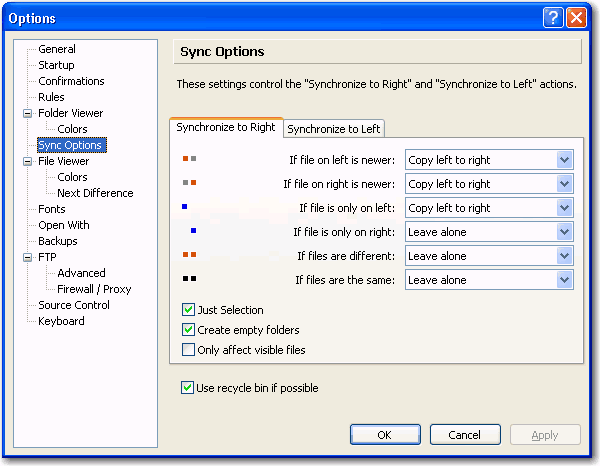 Options
General
Startup
Confirmations
Rules
Folder Viewer
Colors
Sync Options
File Viewer
Colors
Next Difference
Fonts
Open With
Backups
FTP
Advanced
Firewall / Proxy
Source Control
Keyboard
Sync Options
These settings control the "Synchronize to Right" and "Synchronize to Left" actions.
Synchronize to Right Synchronize to Left
If file on left is newer: Copy left to right
If file on right is newer: Copy left to right
If file is only on left: Copy left to right
If file is only on right: Leave alone
If files are different: Leave alone
If files are the same: Leave alone
Just Selection
Create empty folders
Only affect visible files
Use recycle bin if possible
OK Cancel Apply